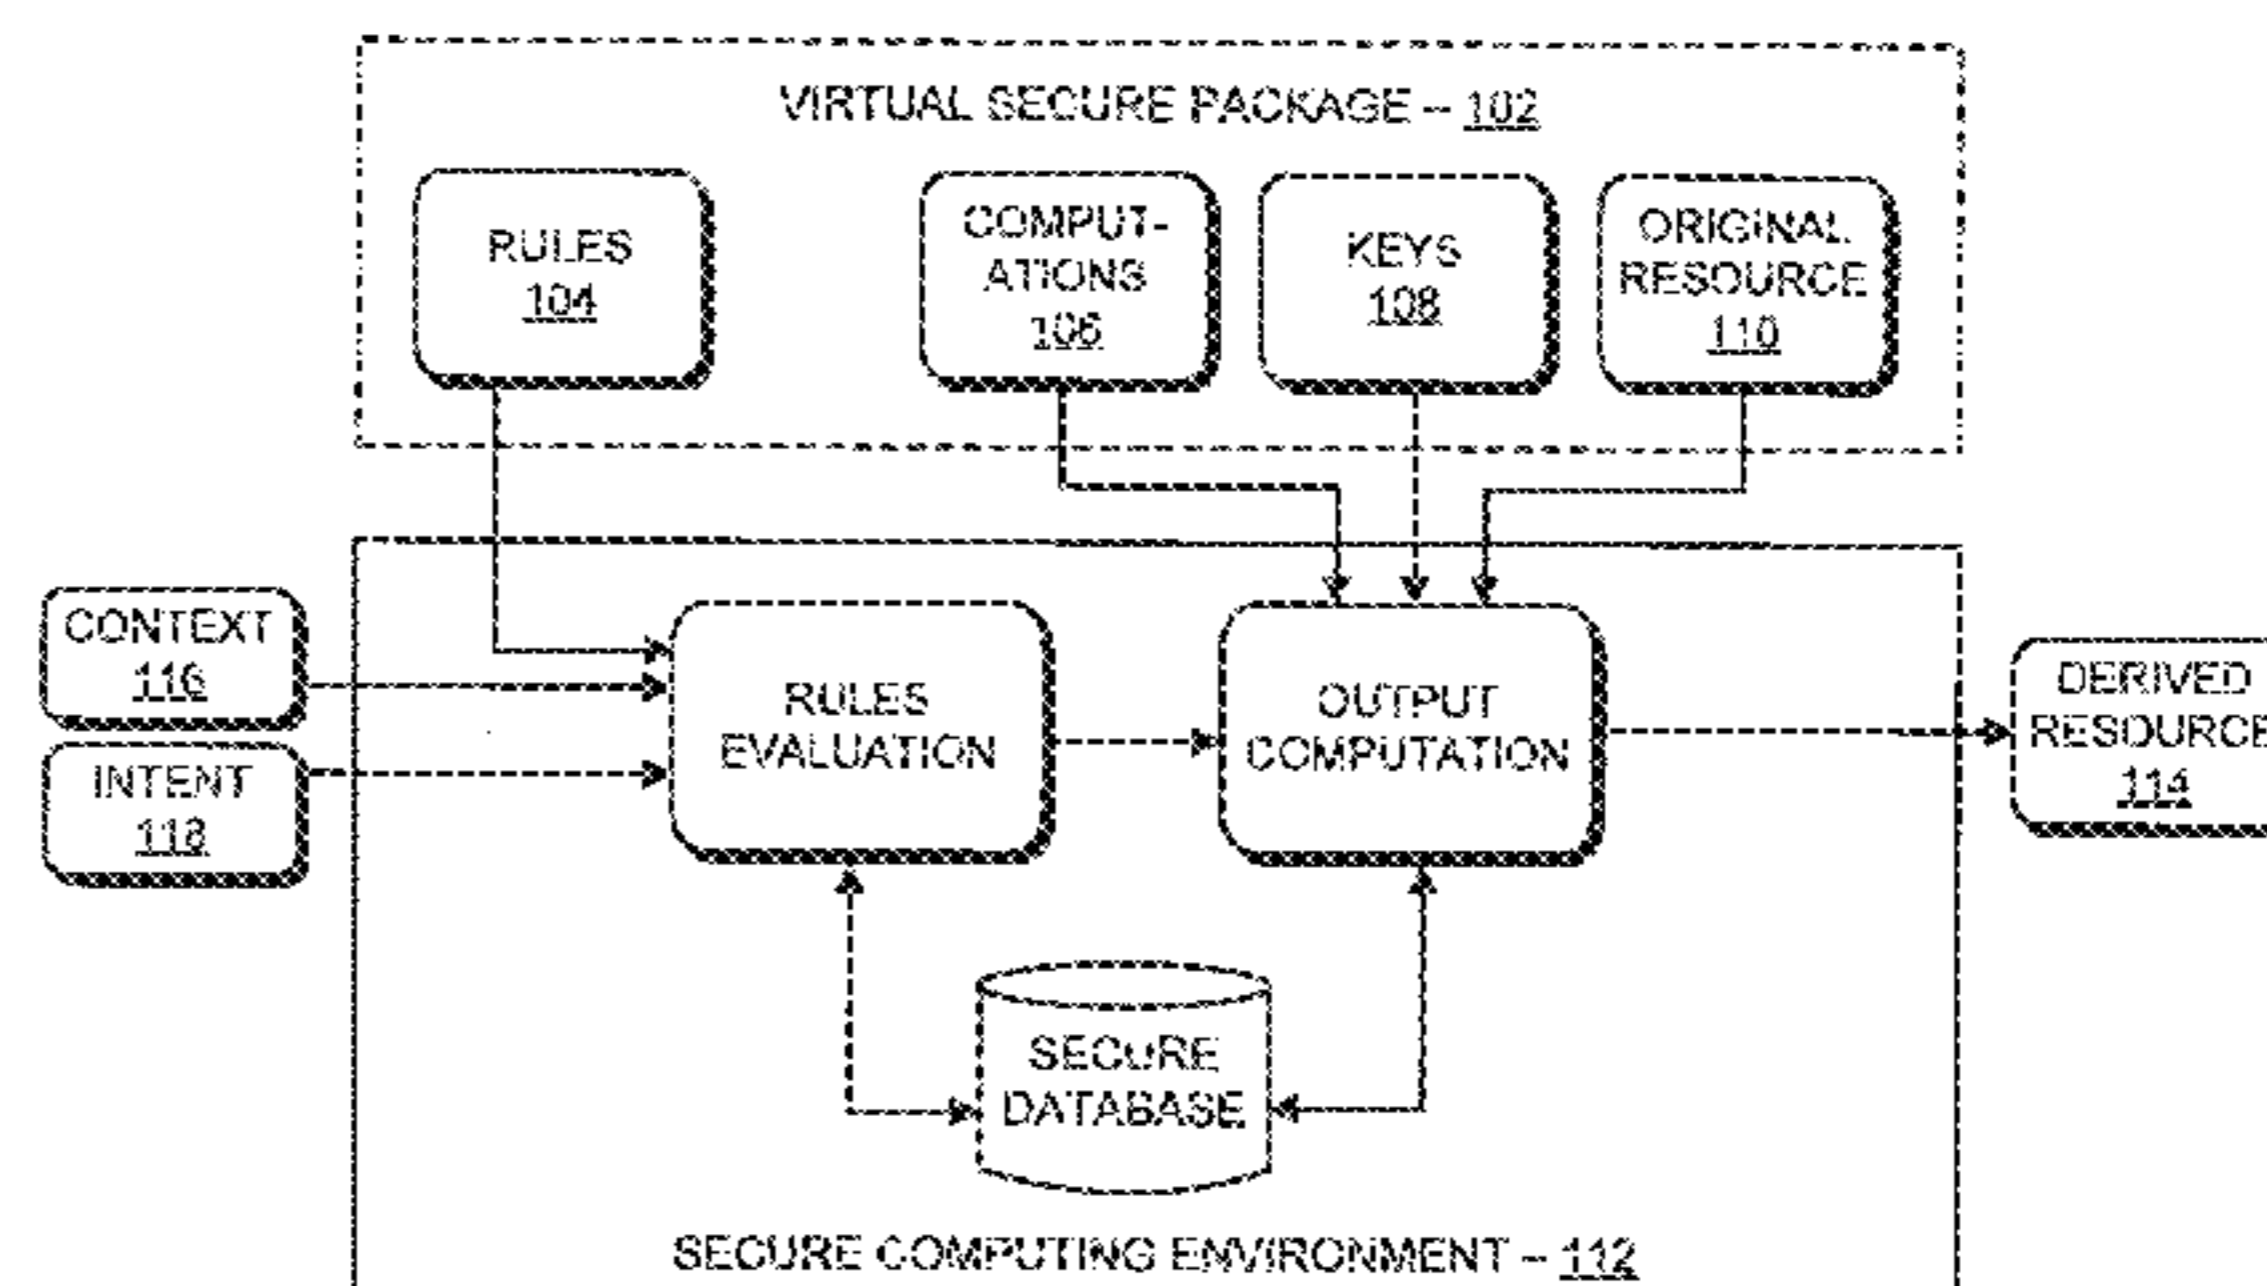 VIRTUAL SECURE PACKAGE -- 102
RULES
104
COMPUT-
ATIONS
106
KEYS
108
ORIGINAL
RESOURCE
110
CONTEXT
116
INTENT
118
RULES
EVALUATION
OUTPUT
COMPUTATION
DERIVED
RESOURCE
114
SECURE
DATABASE
SECURE COMPUTING ENVIRONMENT -- 112